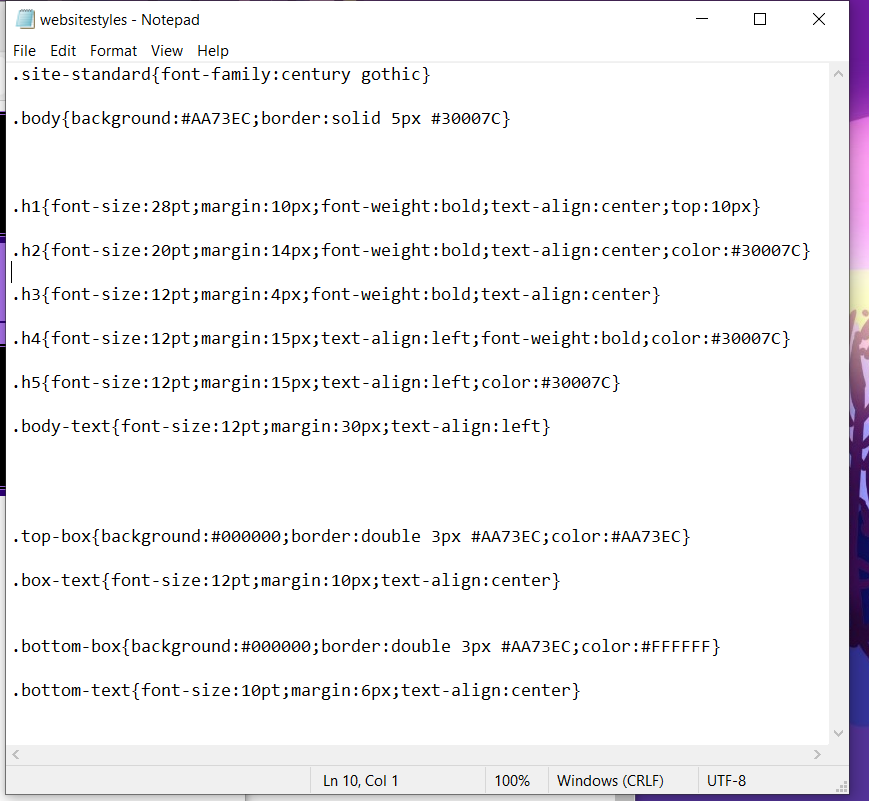 websitestyles - Notepad
File Edit Format View Help
.site-standard{font-family:century gothic}
.body{background:#AA73EC;border:solid 5px #30007C}
.h1{font-size:28pt;margin:10px;font-weight:bold;text-align:center;top:10px}
.h2{font-size:20pt;margin:14px;font-weight:bold;text-align:center;color:#30007C}
.h3{font-size:12pt;margin:4px;font-weight:bold;text-align:center}
.h4{font-size:12pt;margin:15px;text-align:left;font-weight:bold;color:#30007C}
.h5{font-size:12pt;margin:15px;text-align:left;color:#30007C}
.body-text{font-size:12pt;margin:30px;text-align:left}
.top-box{background:#000000;border:double 3px #AA73EC;color:#AA73EC}
.box-text{font-size:12pt;margin:10px;text-align:center}
.bottom-box{background:#000000;border:double 3px #AA73EC;color:#FFFFFF}
.bottom-text{font-size:10pt;margin:6px;text-align:center}
Ln 10, Col 1 100% Windows (CRLF) UTF-8